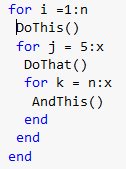 for i =1:n
DoThis()
for j = 5:x
DoThat()
for k = n:x
AndThis()
end
end
end